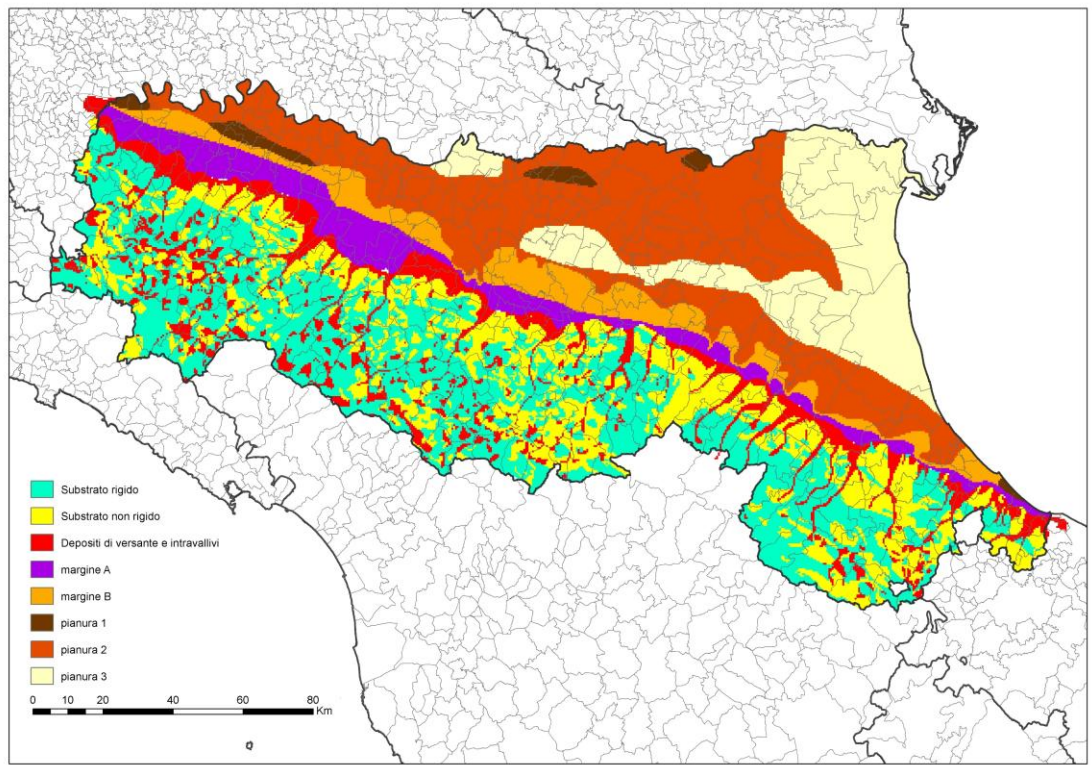 Substrato rigido
Substrato non rigido
Depositi di versante e intravallivi
margine A
margine B
pianura 1
pianura 2
pianura 3
0 10 20 40 60 80
Km